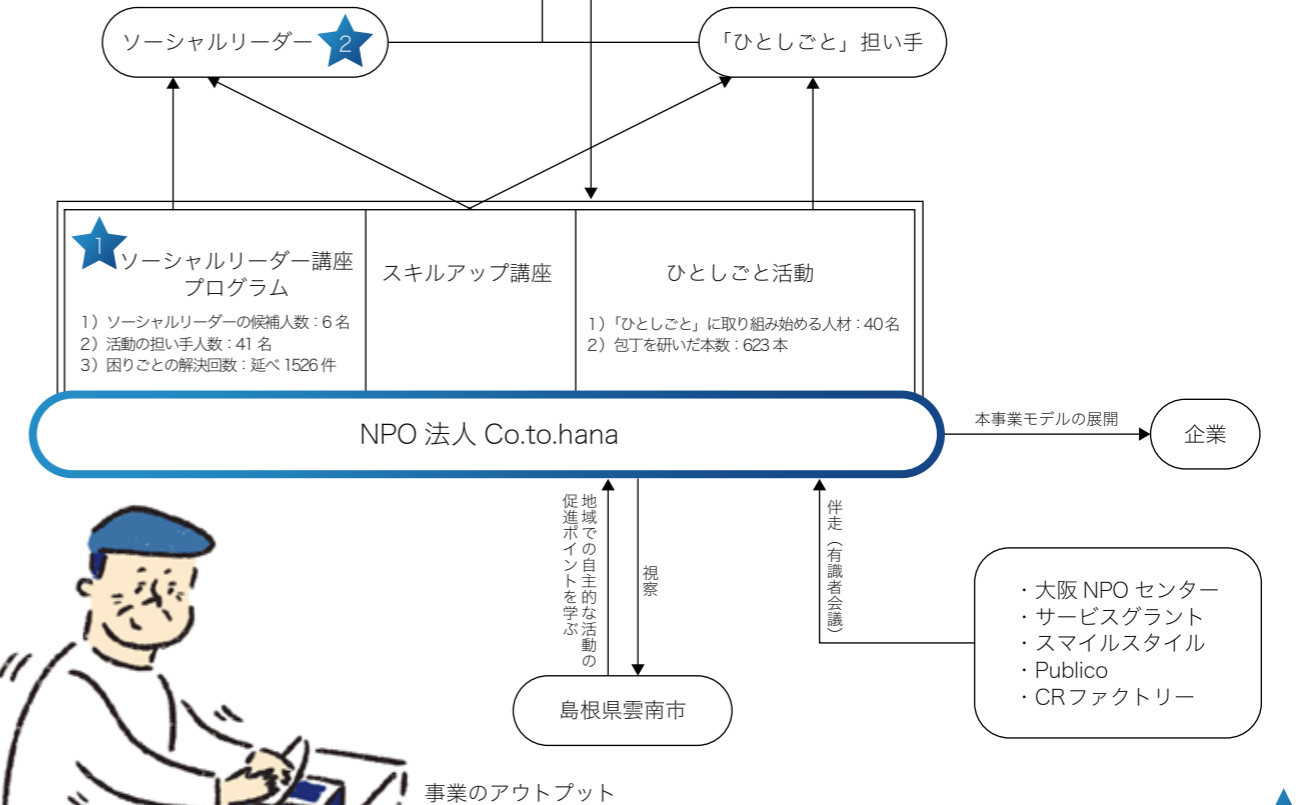 ソーシャルリーダー
2
「ひとしごと」担い手
1
ソーシャルリーダー講座
プログラム
1）ソーシャルリーダーの候補人数：6名
2）活動の担い手人数：41名
3）困りごとの解決回数：延べ1526件
スキルアップ講座
ひとしごと活動
1）「ひとしごと」に取り組み始める人材：40名
2）包丁を研いだ本数：623本
NPO 法人 Co.to.hana
本事業モデルの展開
企業
地域での自主的な活動の
促進ポイントを学ぶ
視察
伴走（有識者会議）
・大阪 NPO センター
・サービスグラント
・スマイルスタイル
・Publico
・CRファクトリー
島根県雲南市
事業のアウトプット